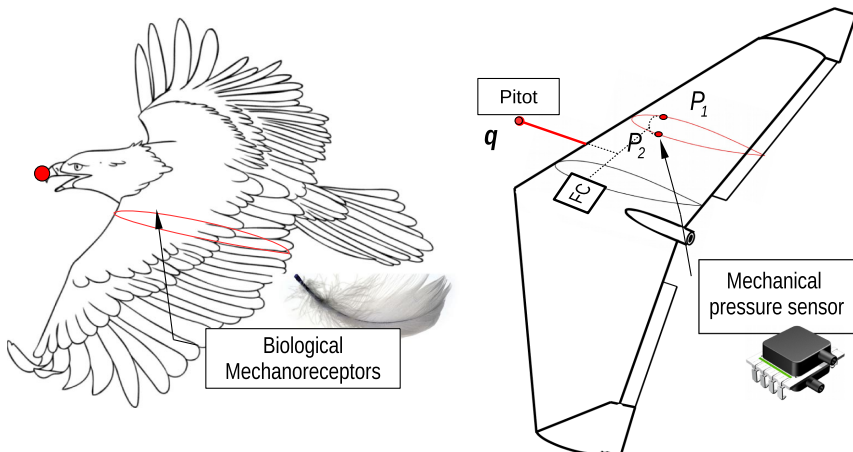 Pitot
q
P1
P2
FC
Biological
Mechanoreceptors
Mechanical
pressure sensor